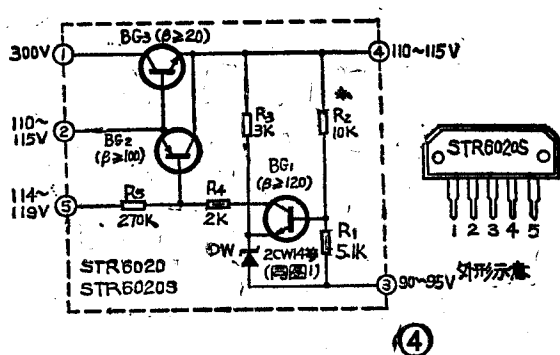 BG₃(β≥20)
300V ①
④ 110~115V
110~
115V
②
BG₂
(β≥100)
R₃
3K
*
R₂
10K
STR6020S
BG₁
(β≥120)
114~
119V
⑤
R₅
270K
R₄
2K
R₁
5.1K
DW
2CW14等
(同图1)
1 2 3 4 5
STR6020
STR6020S
③ 90~95V
外形示意
④